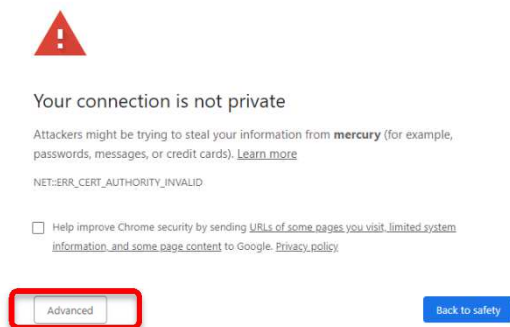 Your connection is not private
Attackers might be trying to steal your information from mercury (for example,
passwords, messages, or credit cards). Learn more
NET::ERR_CERT_AUTHORITY_INVALID
Help improve Chrome security by sending URLs of some pages you visit, limited system
information, and some page content to Google. Privacy policy
Advanced
Back to safety